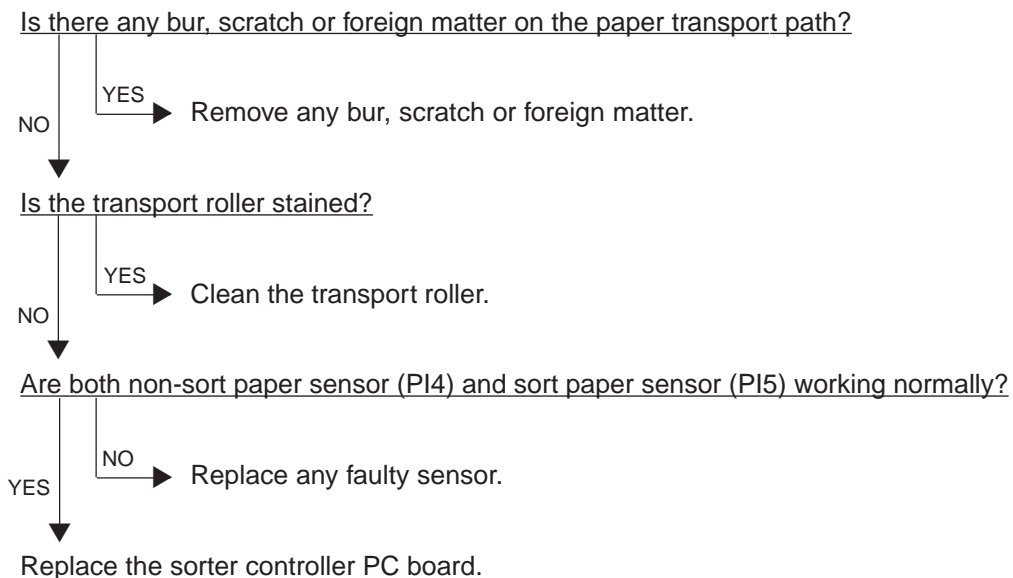 Is there any bur, scratch or foreign matter on the paper transport path?
YES
Remove any bur, scratch or foreign matter.
NO
Is the transport roller stained?
YES
Clean the transport roller.
NO
Are both non-sort paper sensor (PI4) and sort paper sensor (PI5) working normally?
NO
Replace any faulty sensor.
YES
Replace the sorter controller PC board.